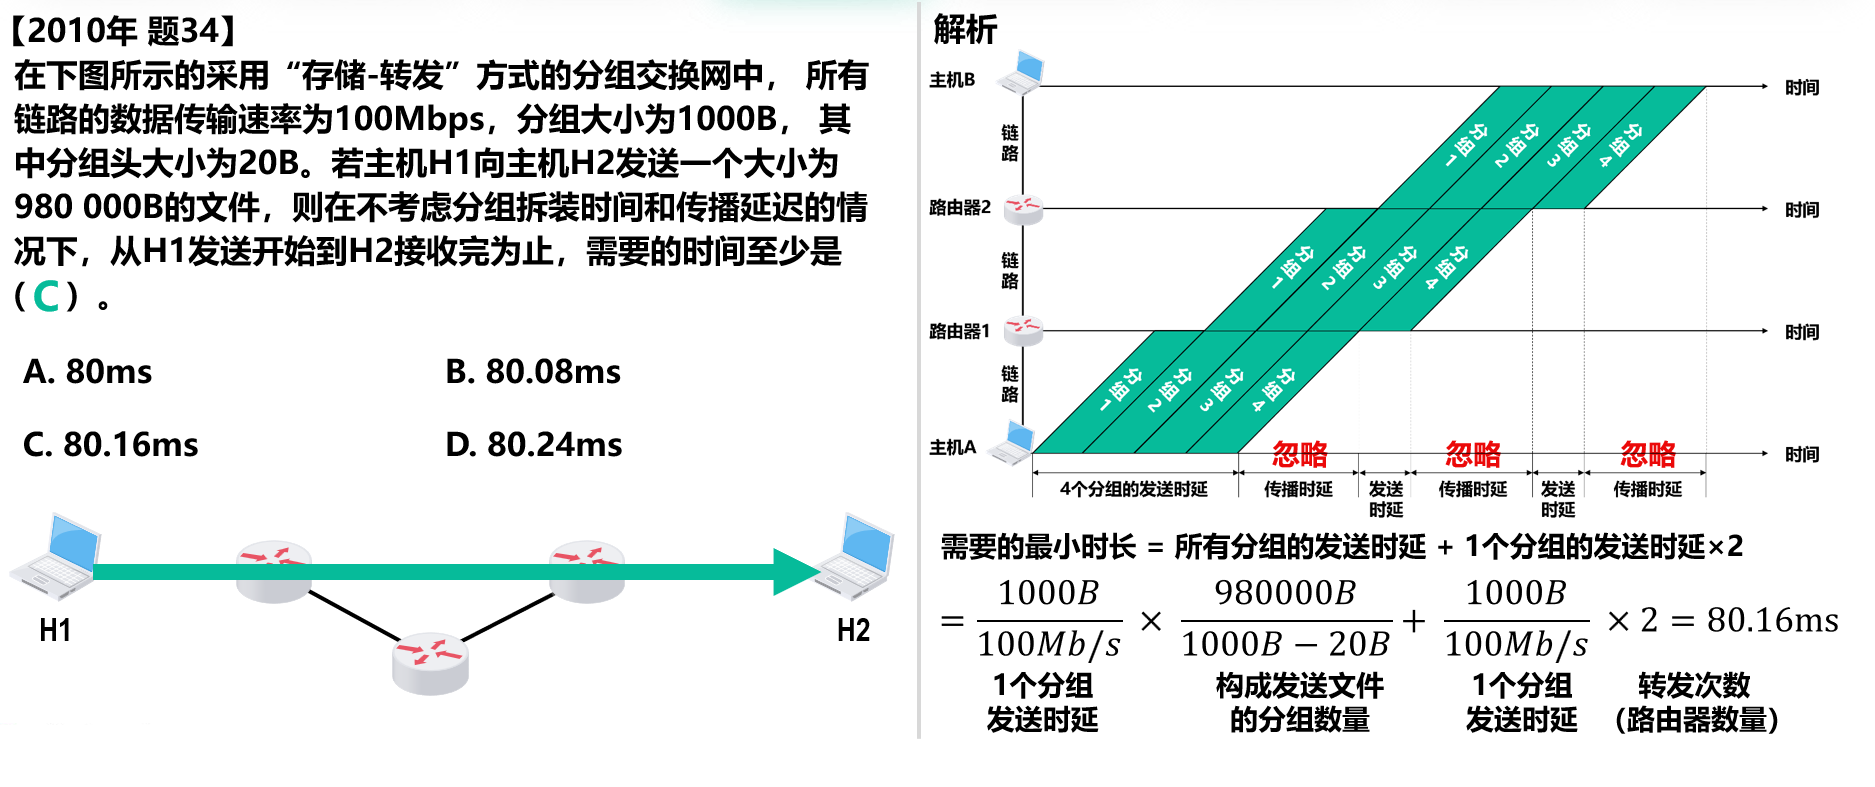 【2010年 题34】
在下图所示的采用“存储-转发”方式的分组交换网中， 所有
链路的数据传输速率为100Mbps，分组大小为1000B， 其
中分组头大小为20B。若主机H1向主机H2发送一个大小为
980 000B的文件，则在不考虑分组拆装时间和传播延迟的情
况下，从H1发送开始到H2接收完为止，需要的时间至少是
（C）。
A. 80ms
B. 80.08ms
C. 80.16ms
D. 80.24ms
H1
H2
解析
主机B
时间
链路
分组1
分组2
分组3
分组4
路由器2
时间
链路
分组1
分组2
分组3
分组4
路由器1
时间
链路
分组1
分组2
分组3
分组4
主机A
忽略
忽略
忽略
时间
4个分组的发送时延
传播时延
发送
时延
传播时延
发送
时延
传播时延
需要的最小时长 = 所有分组的发送时延 + 1个分组的发送时延×2
= 1000B/100Mb/s × 980000B/1000B − 20B + 1000B/100Mb/s × 2 = 80.16ms
1个分组
发送时延
构成发送文件
的分组数量
1个分组
发送时延
转发次数
（路由器数量）